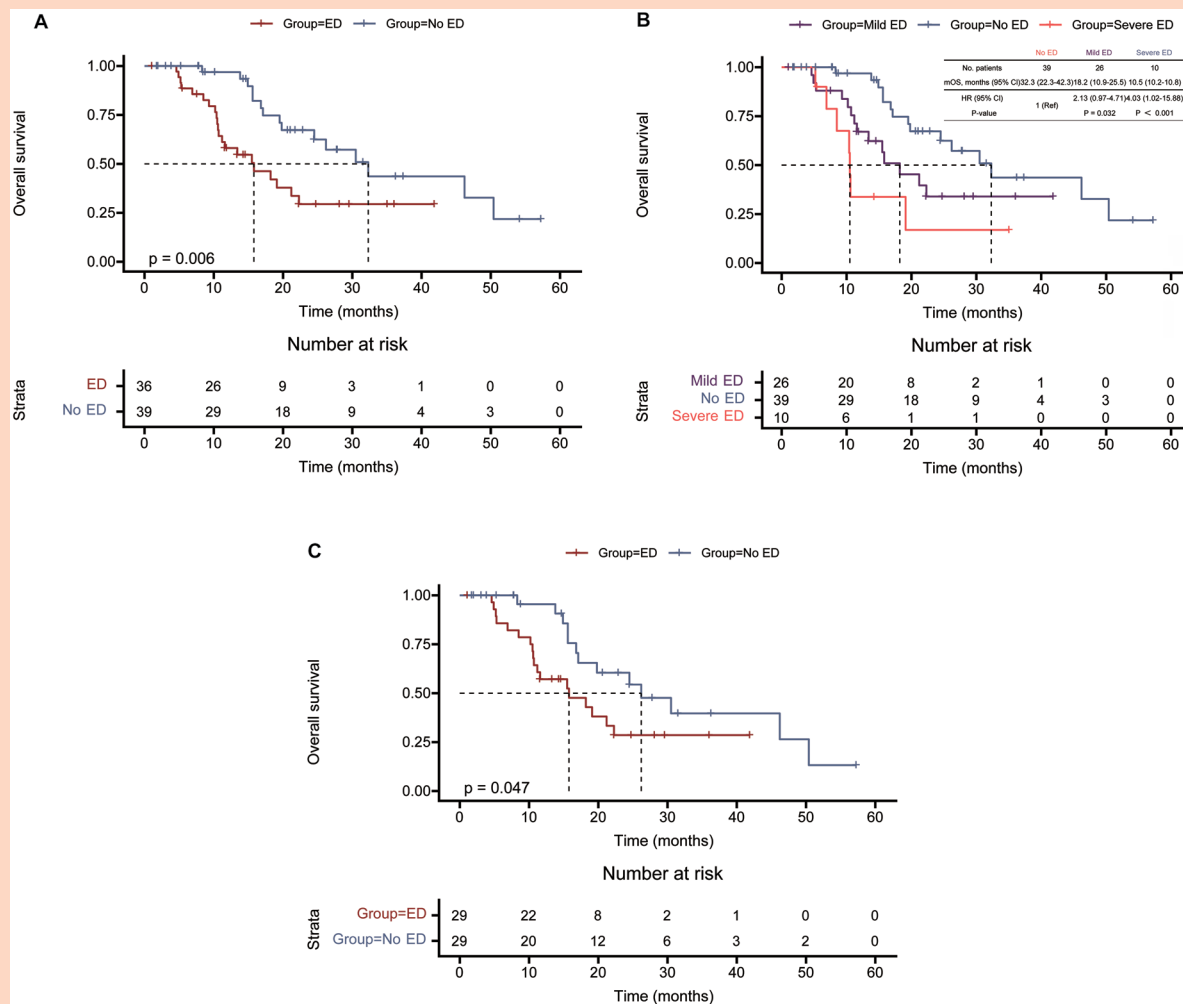 A
Group=ED Group=No ED
1.00
0.75
0.50
0.25
0.00
Overall survival
p = 0.006
0 10 20 30 40 50 60
Time (months)
Number at risk
Strata
ED 36 26 9 3 1 0 0
No ED 39 29 18 9 4 3 0
0 10 20 30 40 50 60
Time (months)
B
Group=Mild ED Group=No ED Group=Severe ED
No ED Mild ED Severe ED
No. patients 39 26 10
mOS, months (95% CI) 32.3 (22.3-42.3) 18.2 (10.9-25.5) 10.5 (10.2-10.8)
HR (95% CI) 1 (Ref) 2.13 (0.97-4.71) 4.03 (1.02-15.88)
P-value P = 0.032 P < 0.001
1.00
0.75
0.50
0.25
0.00
Overall survival
0 10 20 30 40 50 60
Time (months)
Number at risk
Strata
Mild ED 26 20 8 2 1 0 0
No ED 39 29 18 9 4 3 0
Severe ED 10 6 1 1 0 0 0
0 10 20 30 40 50 60
Time (months)
C
Group=ED Group=No ED
1.00
0.75
0.50
0.25
0.00
Overall survival
p = 0.047
0 10 20 30 40 50 60
Time (months)
Number at risk
Strata
Group=ED 29 22 8 2 1 0 0
Group=No ED 29 20 12 6 3 2 0
0 10 20 30 40 50 60
Time (months)